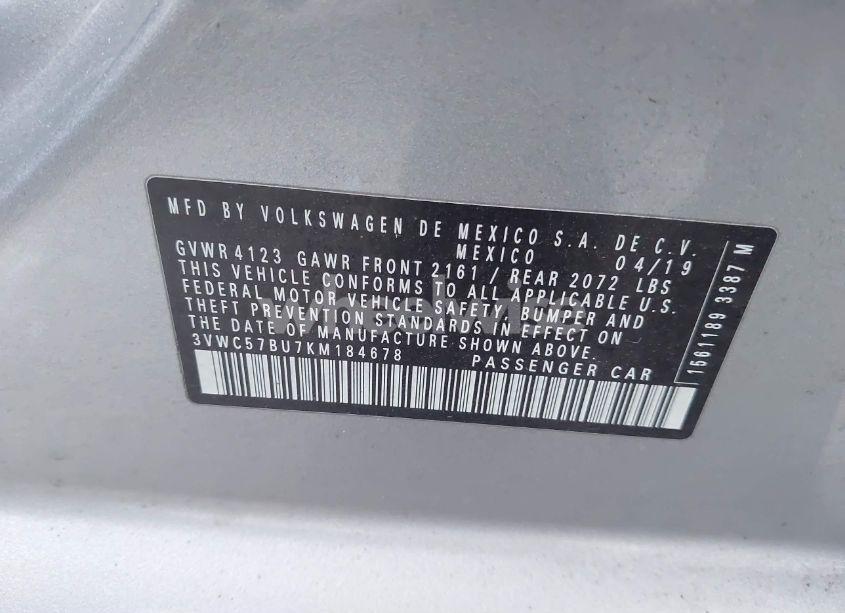 MFD BY VOLKSWAGEN DE MEXICO S.A. DE C.V.
MEXICO 04/19
GVWR 4123 GAWR FRONT 2161 / REAR 2072 LBS
THIS VEHICLE CONFORMS TO ALL APPLICABLE U.S.
FEDERAL MOTOR VEHICLE SAFETY, BUMPER AND
THEFT PREVENTION STANDARDS IN EFFECT ON
THE DATE OF MANUFACTURE SHOWN ABOVE.
3VWC57BU7KM184678 PASSENGER CAR
1561189 3387 M